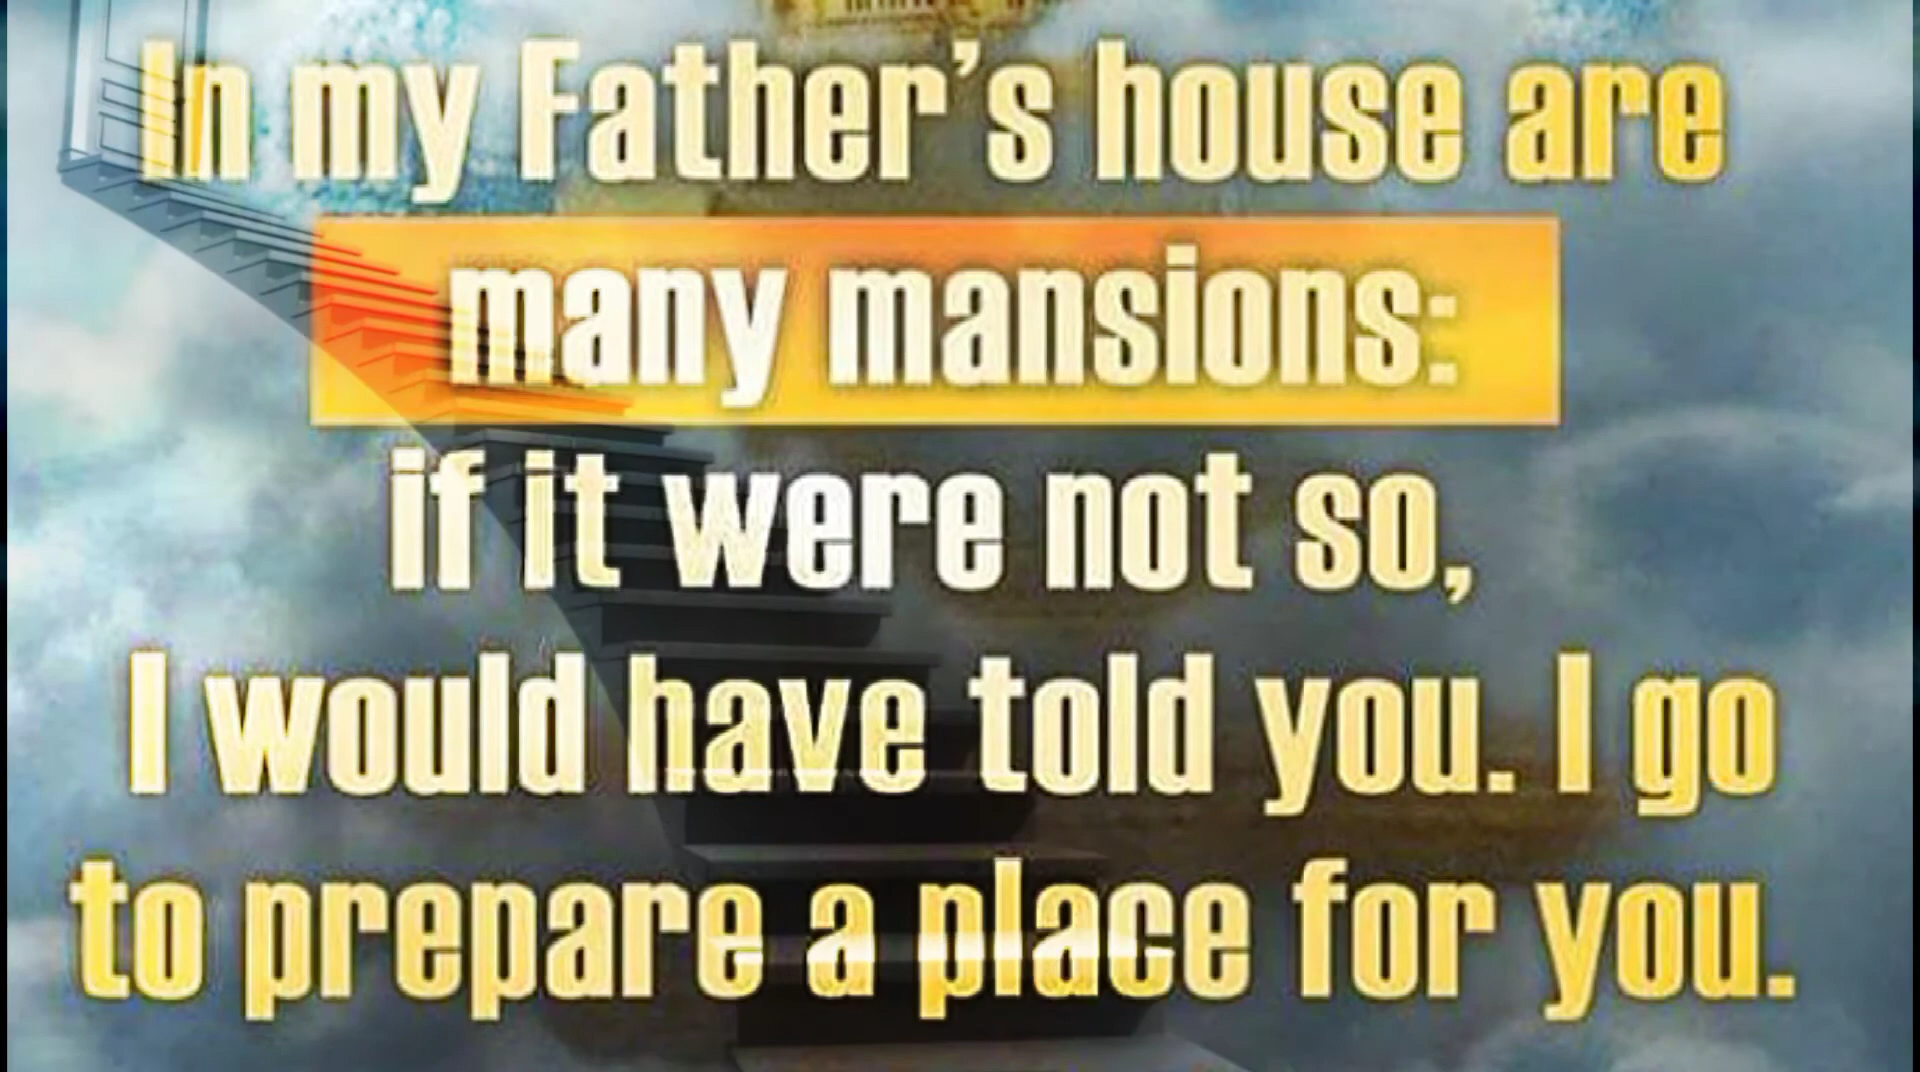 In my Father's house are
many mansions:
if it were not so,
I would have told you. I go
to prepare a place for you.